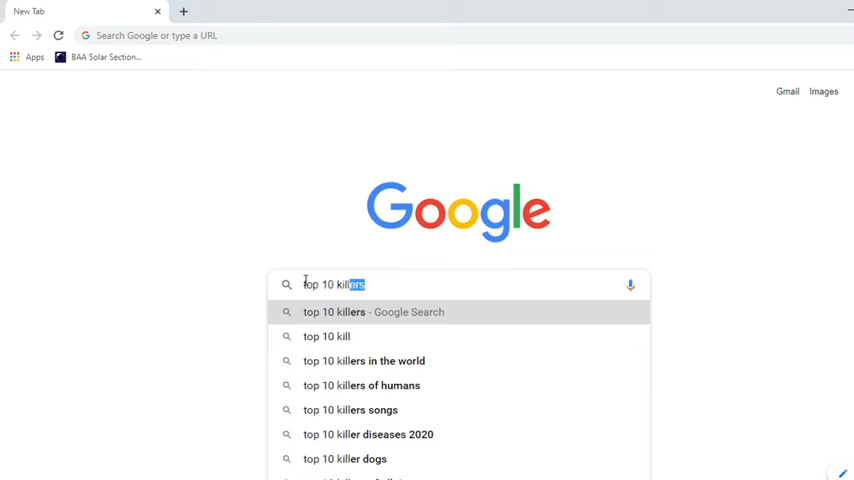 New Tab
Search Google or type a URL
Apps BAA Solar Section...
Gmail Images
Google
top 10 killers
top 10 killers - Google Search
top 10 kill
top 10 killers in the world
top 10 killers of humans
top 10 killers songs
top 10 killer diseases 2020
top 10 killer dogs